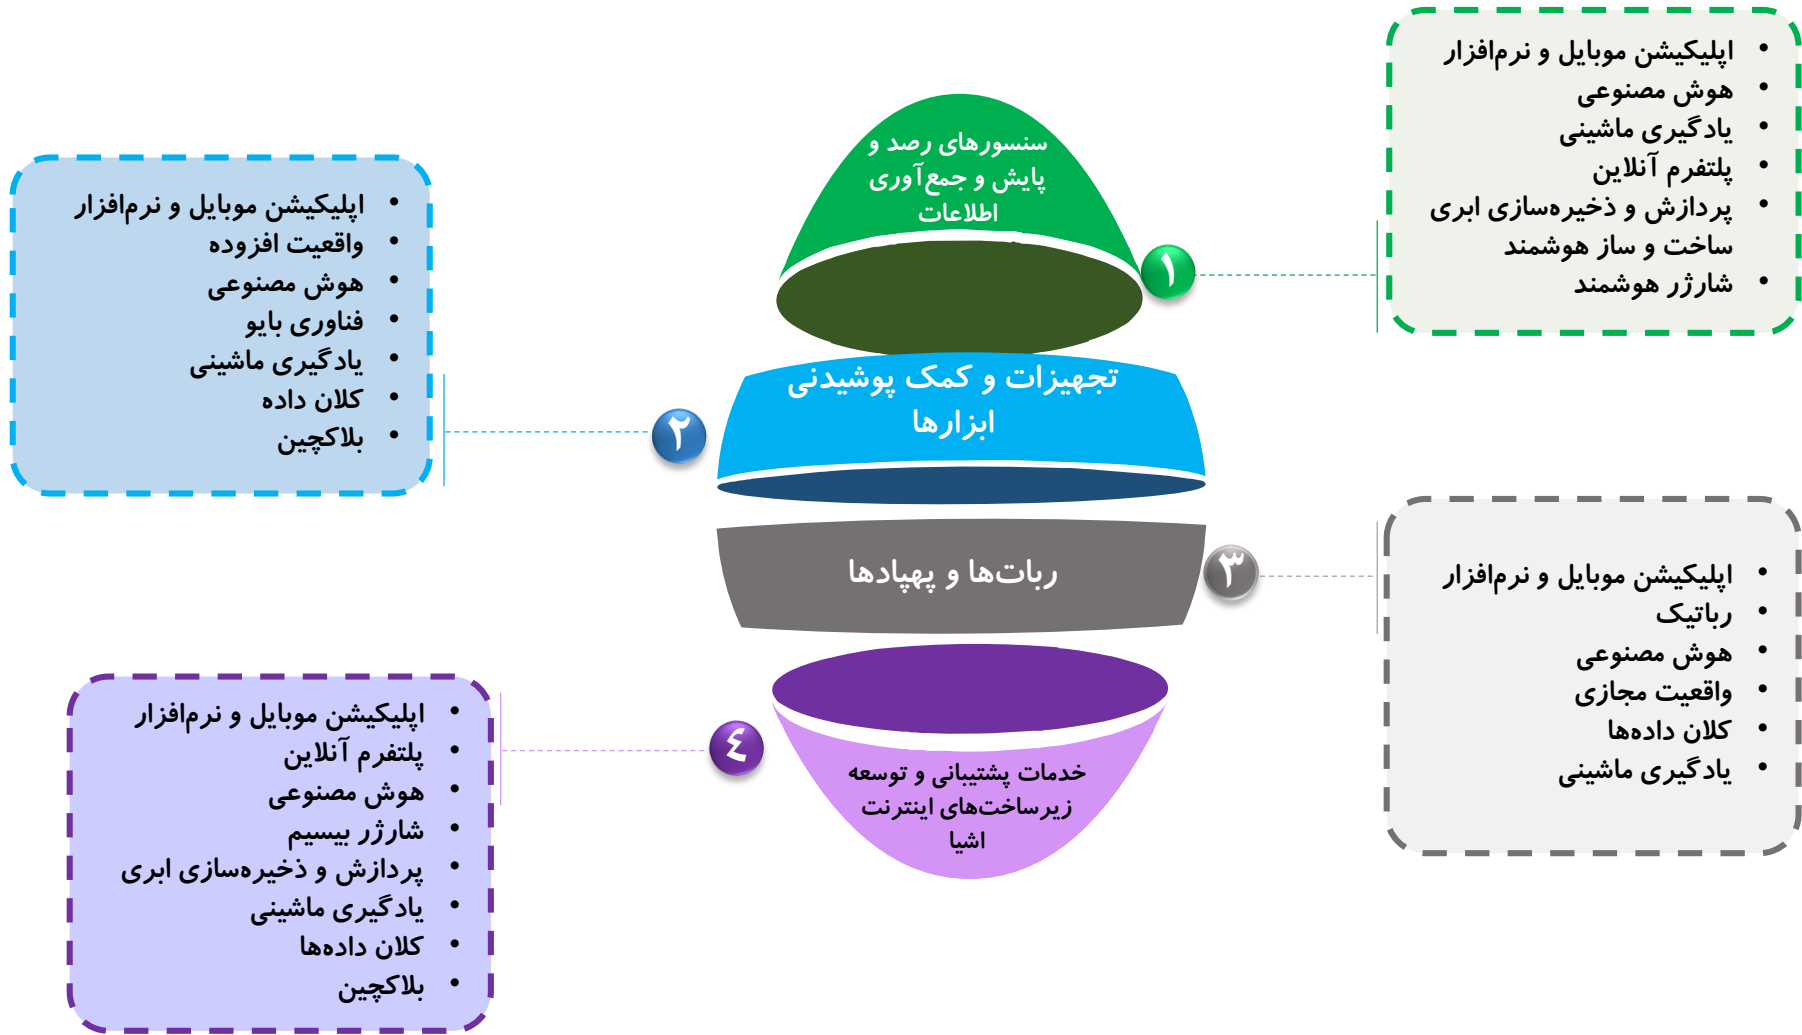 سنسورهای رصد و
پایش و جمع‌آوری
اطلاعات
۱
• اپلیکیشن موبایل و نرم‌افزار
• هوش مصنوعی
• یادگیری ماشینی
• پلتفرم آنلاین
• پردازش و ذخیره‌سازی ابری
ساخت و ساز هوشمند
• شارژر هوشمند
تجهیزات و کمک پوشیدنی
ابزارها
۲
• اپلیکیشن موبایل و نرم‌افزار
• واقعیت افزوده
• هوش مصنوعی
• فناوری بایو
• یادگیری ماشینی
• کلان داده
• بلاکچین
ربات‌ها و پهپادها
۳
• اپلیکیشن موبایل و نرم‌افزار
• رباتیک
• هوش مصنوعی
• واقعیت مجازی
• کلان داده‌ها
• یادگیری ماشینی
خدمات پشتیبانی و توسعه
زیرساخت‌های اینترنت
اشیا
٤
• اپلیکیشن موبایل و نرم‌افزار
• پلتفرم آنلاین
• هوش مصنوعی
• شارژر بیسیم
• پردازش و ذخیره‌سازی ابری
• یادگیری ماشینی
• کلان داده‌ها
• بلاکچین